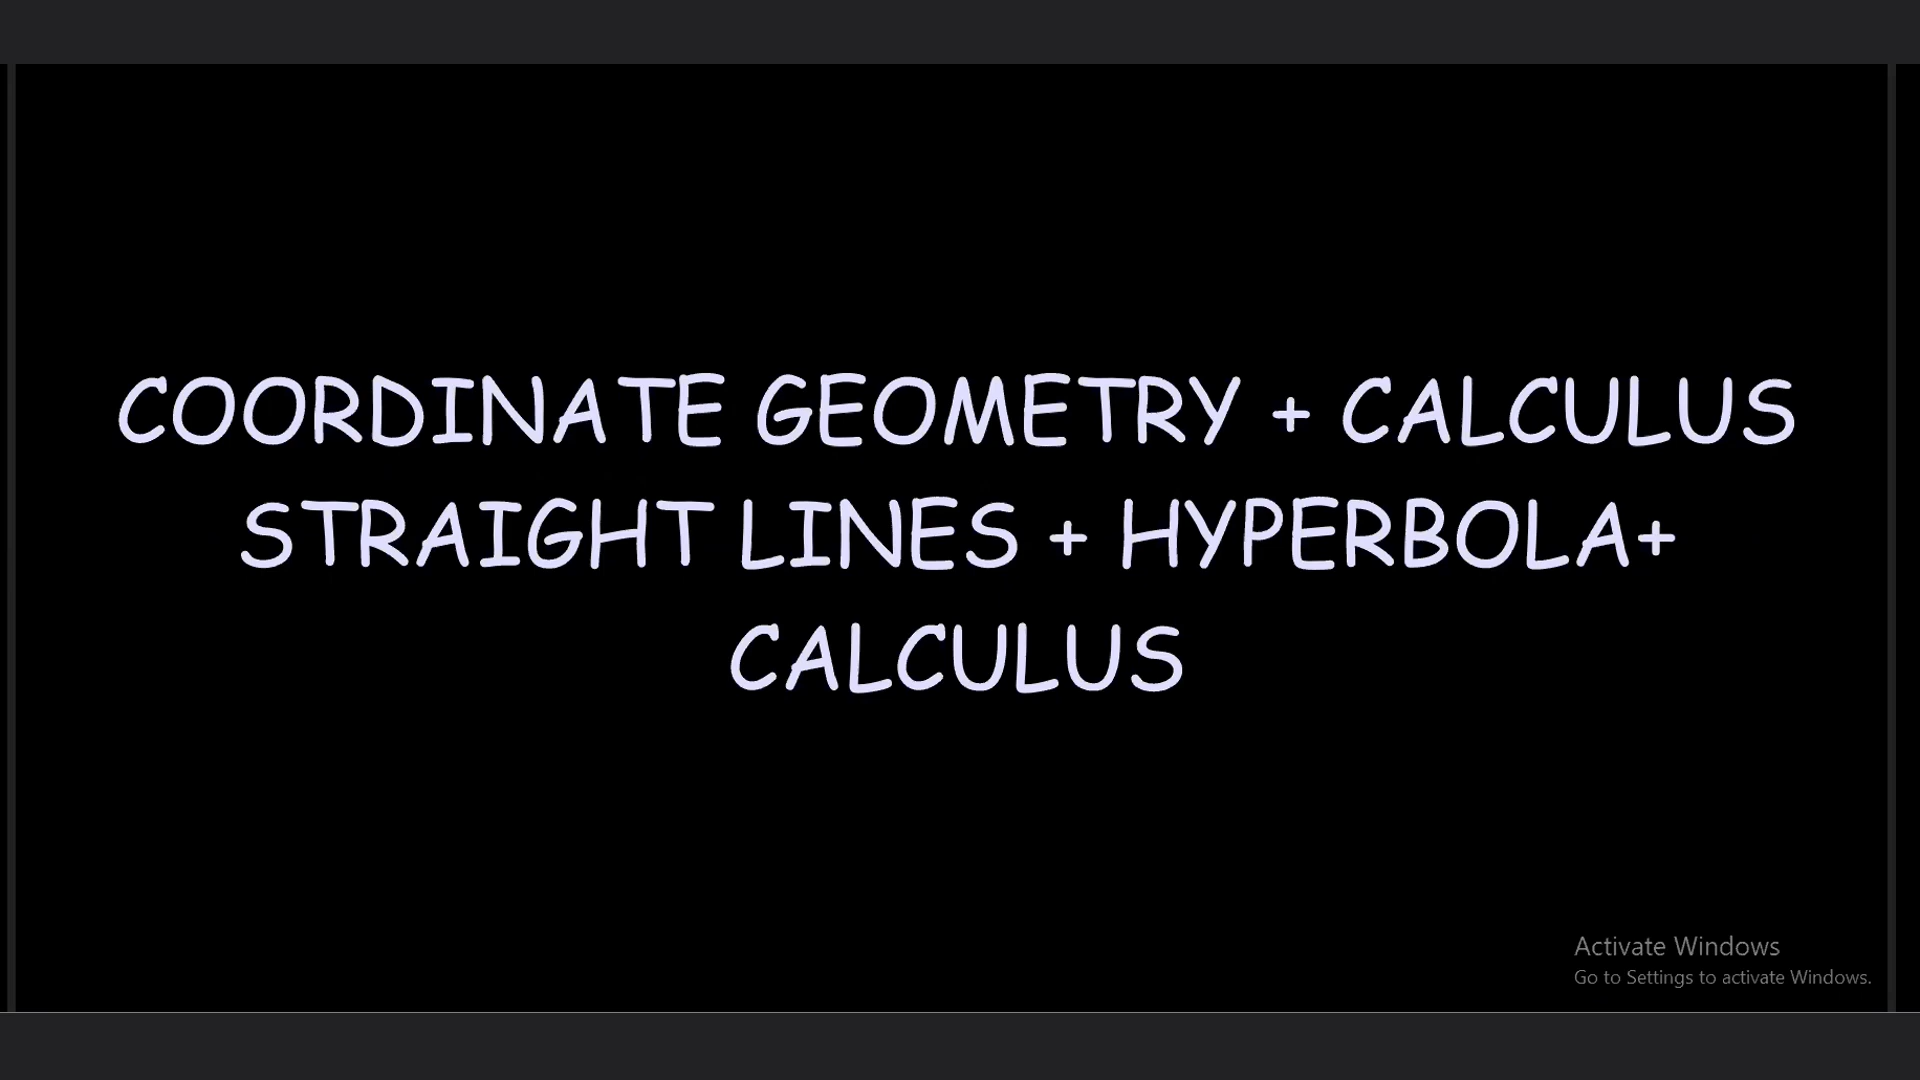 COORDINATE GEOMETRY + CALCULUS
STRAIGHT LINES + HYPERBOLA+
CALCULUS
Activate Windows
Go to Settings to activate Windows.